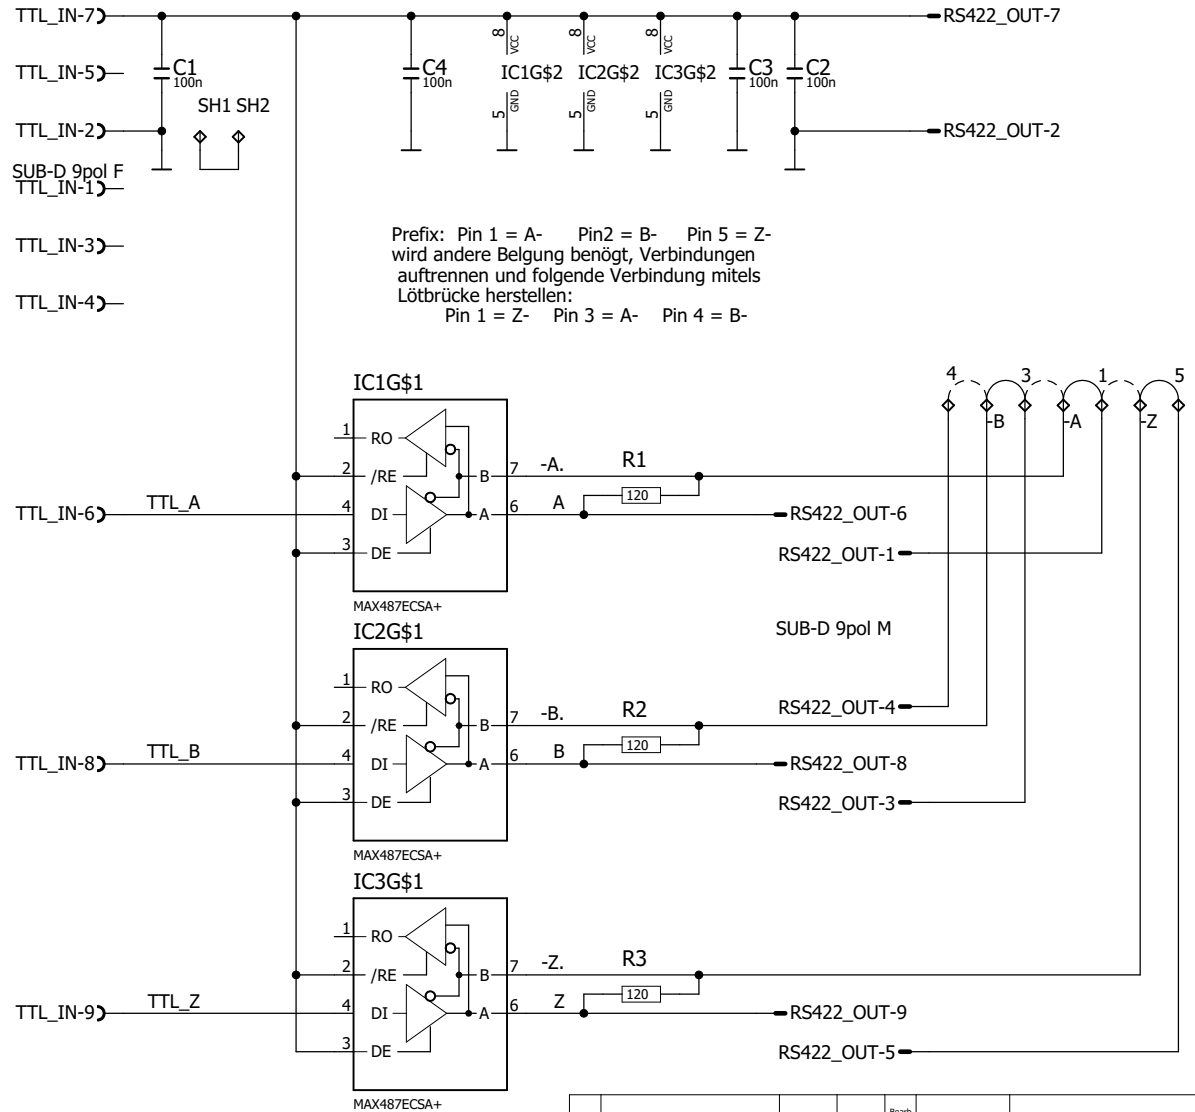 TTL_IN-7
RS422_OUT-7
8 VCC 8 VCC 8 VCC
TTL_IN-5
C1 100n
C4 100n
IC1G$2 IC2G$2 IC3G$2
C3 100n
C2 100n
5 GND 5 GND 5 GND
SH1 SH2
TTL_IN-2
RS422_OUT-2
SUB-D 9pol F
TTL_IN-1
TTL_IN-3
TTL_IN-4
Prefix: Pin 1 = A- Pin2 = B- Pin 5 = Z-
wird andere Belgung benögt, Verbindungen
auftrennen und folgende Verbindung mitels
Lötbrücke herstellen:
Pin 1 = Z- Pin 3 = A- Pin 4 = B-
4 3 1 5
-B -A -Z
IC1G$1
1 RO
2 /RE B 7 -A. R1
120
TTL_IN-6 TTL_A 4 DI A 6 A RS422_OUT-6
3 DE RS422_OUT-1
MAX487ECSA+
SUB-D 9pol M
IC2G$1
1 RO
RS422_OUT-4
2 /RE B 7 -B. R2
120
TTL_IN-8 TTL_B 4 DI A 6 B RS422_OUT-8
3 DE RS422_OUT-3
MAX487ECSA+
IC3G$1
1 RO
2 /RE B 7 -Z. R3
120
TTL_IN-9 TTL_Z 4 DI A 6 Z RS422_OUT-9
3 DE RS422_OUT-5
MAX487ECSA+